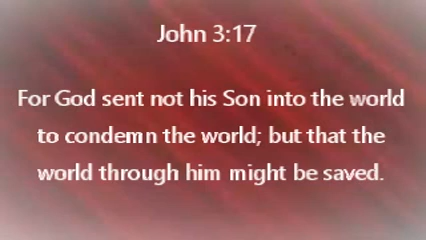 John 3:17
For God sent not his Son into the world
to condemn the world; but that the
world through him might be saved.